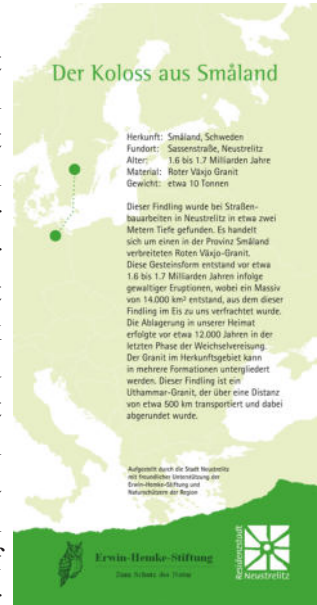 Der Koloss aus Småland
Herkunft: Småland, Schweden
Fundort: Sassenstraße, Neustrelitz
Alter: 1.6 bis 1.7 Milliarden Jahre
Material: Roter Växjo Granit
Gewicht: etwa 10 Tonnen
Dieser Findling wurde bei Straßen-
bauarbeiten in Neustrelitz in etwa zwei
Metern Tiefe gefunden. Es handelt
sich um einen in der Provinz Småland
verbreiteten Roten Växjo-Granit.
Diese Gesteinsform entstand vor etwa
1.6 bis 1.7 Milliarden Jahren infolge
gewaltiger Eruptionen, wobei ein Massiv
von 14.000 km² entstand, aus dem dieser
Findling im Eis zu uns verfrachtet wurde.
Die Ablagerung in unserer Heimat
erfolgte vor etwa 12.000 Jahren in der
letzten Phase der Weichselvereisung.
Der Granit im Herkunftsgebiet kann
in mehrere Formationen untergliedert
werden. Dieser Findling ist ein
Uthammar-Granit, der über eine Distanz
von etwa 500 km transportiert und dabei
abgerundet wurde.
Aufgestellt durch die Stadt Neustrelitz
mit freundlicher Unterstützung der
Erwin-Hemke-Stiftung und
Naturschützern der Region
Erwin-Hemke-Stiftung
Zum Schutz der Natur
Residenzstadt
Neustrelitz